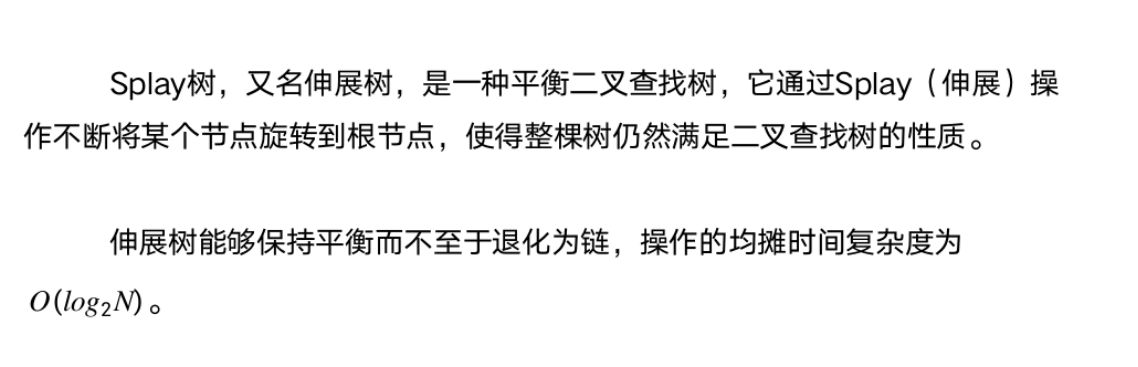 Splay树，又名伸展树，是一种平衡二叉查找树，它通过Splay（伸展）操
作不断将某个节点旋转到根节点，使得整棵树仍然满足二叉查找树的性质。
伸展树能够保持平衡而不至于退化为链，操作的均摊时间复杂度为
O(log₂N)。